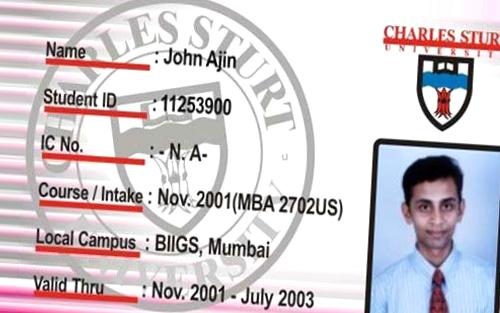 CHARLES STURT
UNIVERSITY
Name : John Ajin
Student ID : 11253900
IC No. : - N. A-
Course / Intake : Nov. 2001(MBA 2702US)
Local Campus : BIIGS, Mumbai
Valid Thru : Nov. 2001 - July 2003
CHARLES STURT
UNIVERSITY